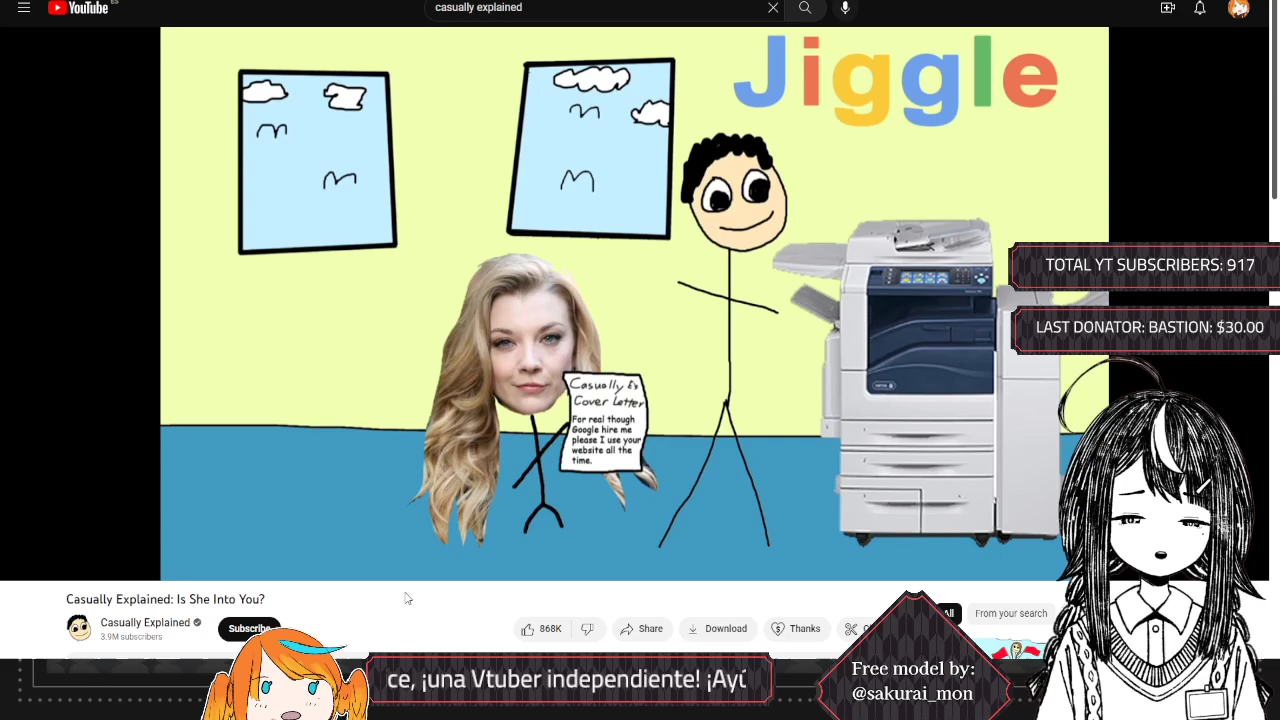 YouTube
ES
casually explained
Jiggle
Casually Ex
Cover Letter
For real though
Google hire me
please I use your
website all the
time.
TOTAL YT SUBSCRIBERS: 917
LAST DONATOR: BASTION: $30.00
Casually Explained: Is She Into You?
Casually Explained
3.9M subscribers
Subscribe
868K
Share
Download
Thanks
All
From your search
ce, ¡una Vtuber independiente! ¡Ayú
Free model by:
@sakurai_mon